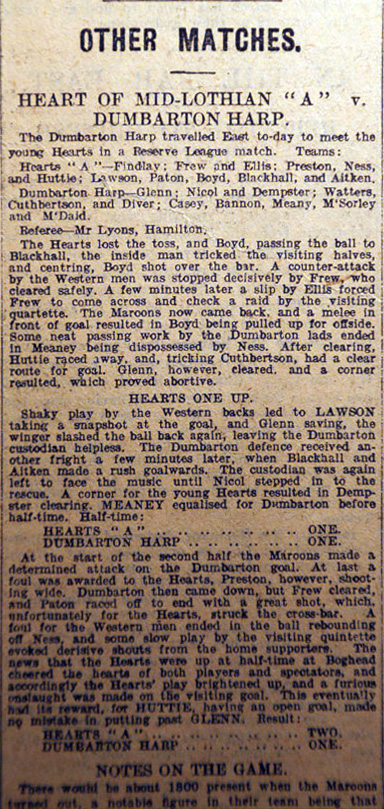 OTHER MATCHES.
HEART OF MID-LOTHIAN "A" v.
DUMBARTON HARP.
The Dumbarton Harp travelled East to-day to meet the
young Hearts in a Reserve League match. Teams:
Hearts "A"—Findlay; Frew and Ellis; Preston, Ness,
and Huttie; Lawson, Paton, Boyd, Blackhall, and Aitken.
Dumbarton Harp—Glenn; Nicol and Dempster; Watters,
Cuthbertson, and Diver; Casey, Bannon, Meany, M'Sorley
and M'Daid.
Referee—Mr Lyons, Hamilton.
The Hearts lost the toss, and Boyd, passing the ball to
Blackhall, the inside man tricked the visiting halves,
and centring, Boyd shot over the bar. A counter-attack
by the Western men was stopped decisively by Frew, who
cleared safely. A few minutes later a slip by Ellis forced
Frew to come across and check a raid by the visiting
quartette. The Maroons now came back, and a melee in
front of goal resulted in Boyd being pulled up for offside.
Some neat passing work by the Dumbarton lads ended
in Meaney being dispossessed by Ness. After clearing,
Huttie raced away, and, tricking Cuthbertson, had a clear
route for goal. Glenn, however, cleared, and a corner
resulted, which proved abortive.
HEARTS ONE UP.
Shaky play by the Western backs led to LAWSON
taking a snapshot at the goal, and Glenn saving, the
winger slashed the ball back again, leaving the Dumbarton
custodian helpless. The Dumbarton defence received an-
other fright a few minutes later, when Blackhall and
Aitken made a rush goalwards. The custodian was again
left to face the music until Nicol stepped in to the
rescue. A corner for the young Hearts resulted in Demp-
ster clearing. MEANEY equalised for Dumbarton before
half-time. Half-time:
HEARTS "A" .. .. .. .. .. .. .. .. ONE.
DUMBARTON HARP .. .. .. .. .. .. ONE.
At the start of the second half the Maroons made a
determined attack on the Dumbarton goal. At last a
foul was awarded to the Hearts, Preston, however, shoot-
ing wide. Dumbarton then came down, but Frew cleared,
and Paton raced off to end with a great shot, which,
unfortunately for the Hearts, struck the cross-bar. A
foul for the Western men ended in the ball rebounding
off Ness, and some slow play by the visiting quintette
evoked derisive shouts from the home supporters. The
news that the Hearts were up at half-time at Boghead
cheered the hearts of both players and spectators, and
accordingly the Hearts' play brightened up, and a furious
onslaught was made on the visiting goal. This eventually
had its reward, for HUTTIE, having an open goal, made
no mistake in putting past GLENN. Result:
HEARTS "A" .. .. .. .. .. .. .. .. TWO.
DUMBARTON HARP .. .. .. .. .. .. ONE.
NOTES ON THE GAME.
There would be about 1800 present when the Maroons
turned out, a notable figure in their team being that